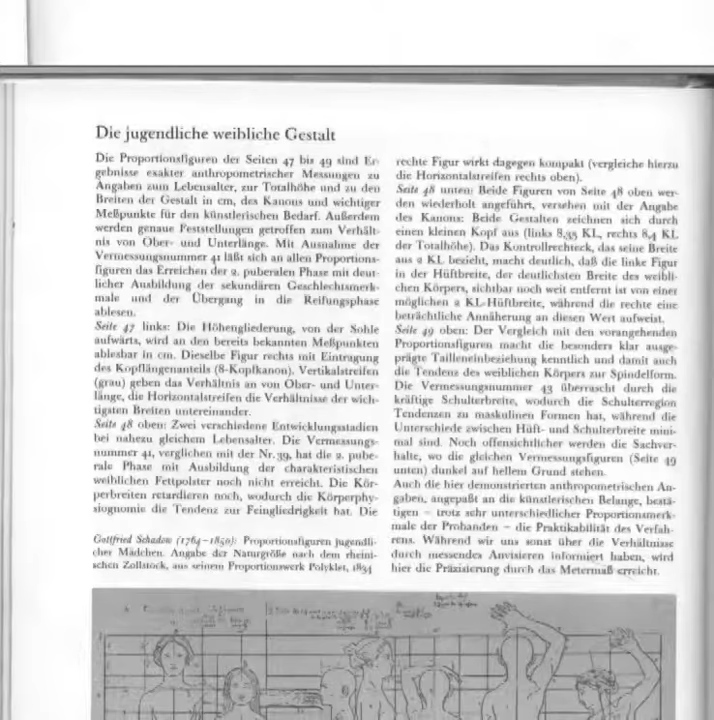 Die jugendliche weibliche Gestalt
Die Proportionsfiguren der Seiten 47 bis 49 sind Er-
gebnisse exakter anthropometrischer Messungen zu
Angaben zum Lebensalter, zur Totalhöhe und zu den
Breiten der Gestalt in cm, des Kanons und wichtiger
Meßpunkte für den künstlerischen Bedarf. Außerdem
werden genaue Feststellungen getroffen zum Verhält-
nis von Ober- und Unterlänge. Mit Ausnahme der
Vermessungsnummer 41 läßt sich an allen Proportions-
figuren das Erreichen der 2. puberalen Phase mit deut-
licher Ausbildung der sekundären Geschlechtsmerk-
male und der Übergang in die Reifungsphase
ablesen.
Seite 47 links: Die Höhengliederung, von der Sohle
aufwärts, wird an den bereits bekannten Meßpunkten
ablesbar in cm. Dieselbe Figur rechts mit Eintragung
des Kopflängenanteils (8-Kopfkanon). Vertikalstreifen
(grau) geben das Verhältnis an von Ober- und Unter-
länge, die Horizontalstreifen die Verhältnisse der wich-
tigsten Breiten untereinander.
Seite 48 oben: Zwei verschiedene Entwicklungsstadien
bei nahezu gleichem Lebensalter. Die Vermessungs-
nummer 41, verglichen mit der Nr. 39, hat die 2. pube-
rale Phase mit Ausbildung der charakteristischen
weiblichen Fettpolster noch nicht erreicht. Die Kör-
perbreiten retardieren noch, wodurch die Körperphy-
siognomie die Tendenz zur Feingliedrigkeit hat. Die
Gottfried Schadow (1764–1850): Proportionsfiguren jugendli-
cher Mädchen. Angabe der Naturgröße nach dem rheini-
schen Zollstock, aus seinem Proportionswerk Polyklet, 1834
rechte Figur wirkt dagegen kompakt (vergleiche hierzu
die Horizontalstreifen rechts oben).
Seite 48 unten: Beide Figuren von Seite 48 oben wer-
den wiederholt angeführt, versehen mit der Angabe
des Kanons: Beide Gestalten zeichnen sich durch
einen kleinen Kopf aus (links 8,35 KL, rechts 8,4 KL
der Totalhöhe). Das Kontrollrechteck, das seine Breite
aus 2 KL bezieht, macht deutlich, daß die linke Figur
in der Hüftbreite, der deutlichsten Breite des weibli-
chen Körpers, sichtbar noch weit entfernt ist von einer
möglichen 2 KL-Hüftbreite, während die rechte eine
beträchtliche Annäherung an diesen Wert aufweist.
Seite 49 oben: Der Vergleich mit den vorangehenden
Proportionsfiguren macht die besonders klar ausge-
prägte Tailleneinbeziehung kenntlich und damit auch
die Tendenz des weiblichen Körpers zur Spindelform.
Die Vermessungsnummer 43 überrascht durch die
kräftige Schulterbreite, wodurch die Schulterregion
Tendenzen zu maskulinen Formen hat, während die
Unterschiede zwischen Hüft- und Schulterbreite mini-
mal sind. Noch offensichtlicher werden die Sachver-
halte, wo die gleichen Vermessungsfiguren (Seite 49
unten) dunkel auf hellem Grund stehen.
Auch die hier demonstrierten anthropometrischen An-
gaben, angepaßt an die künstlerischen Belange, bestä-
tigen – trotz sehr unterschiedlicher Proportionsmerk-
male der Probanden – die Praktikabilität des Verfah-
rens. Während wir uns sonst über die Verhältnisse
durch messendes Anvisieren informiert haben, wird
hier die Präzisierung durch das Metermaß erreicht.